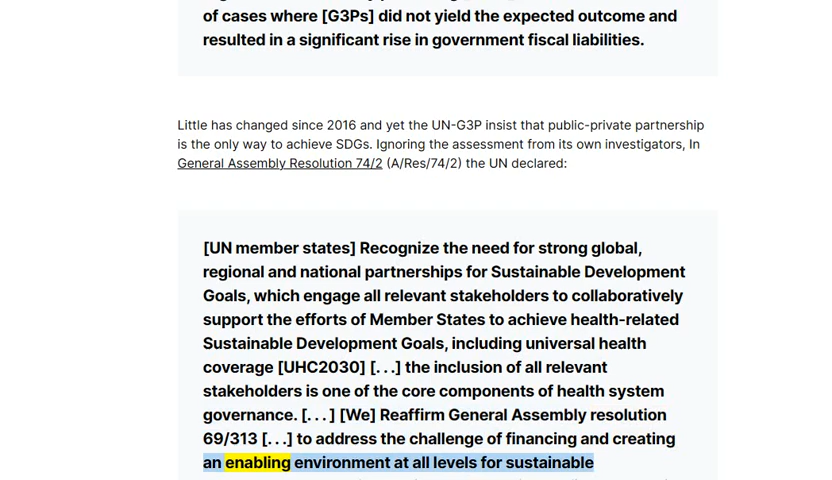 of cases where [G3Ps] did not yield the expected outcome and
resulted in a significant rise in government fiscal liabilities.
Little has changed since 2016 and yet the UN-G3P insist that public-private partnership
is the only way to achieve SDGs. Ignoring the assessment from its own investigators, In
General Assembly Resolution 74/2 (A/Res/74/2) the UN declared:
[UN member states] Recognize the need for strong global,
regional and national partnerships for Sustainable Development
Goals, which engage all relevant stakeholders to collaboratively
support the efforts of Member States to achieve health-related
Sustainable Development Goals, including universal health
coverage [UHC2030] [. . .] the inclusion of all relevant
stakeholders is one of the core components of health system
governance. [. . . ] [We] Reaffirm General Assembly resolution
69/313 [. . .] to address the challenge of financing and creating
an enabling environment at all levels for sustainable